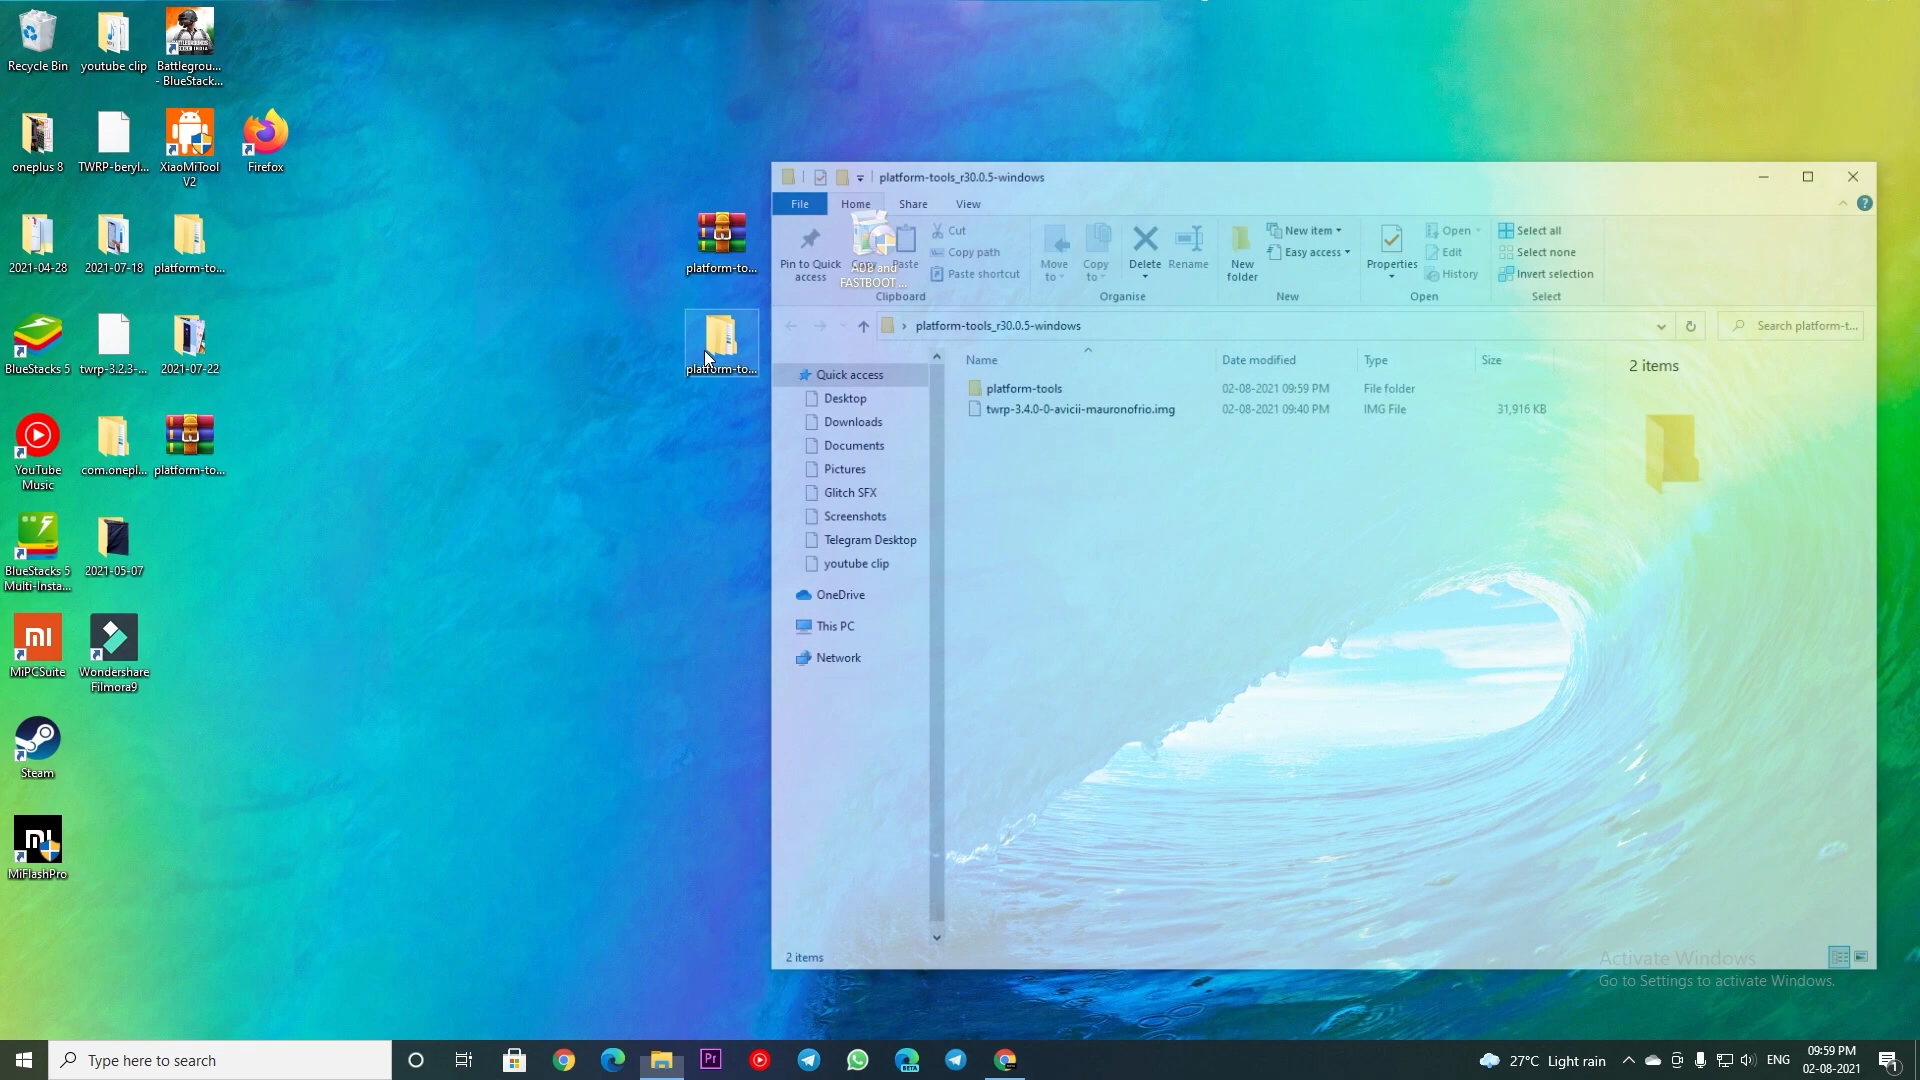 Recycle Bin
youtube clip
Battlegrou...
- BlueStack...
oneplus 8
TWRP-beryl...
XiaoMiTool
V2
Firefox
2021-04-28
2021-07-18
platform-to...
BlueStacks 5
twrp-3.2.3-...
2021-07-22
YouTube
Music
com.onepl...
platform-to...
BlueStacks 5
Multi-Insta...
2021-05-07
MiPCSuite
Wondershare
Filmora9
Steam
MiFlashPro
platform-to...
platform-to...
ADB and
FASTBOOT ...
platform-tools_r30.0.5-windows
File
Home
Share
View
Pin to Quick
access
Copy
Paste
Cut
Copy path
Paste shortcut
Clipboard
Move
to
Copy
to
Delete
Rename
Organise
New
folder
New item
Easy access
New
Properties
Open
Edit
History
Open
Select all
Select none
Invert selection
Select
platform-tools_r30.0.5-windows
Search platform-t...
Quick access
Desktop
Downloads
Documents
Pictures
Glitch SFX
Screenshots
Telegram Desktop
youtube clip
OneDrive
This PC
Network
Name
Date modified
Type
Size
platform-tools
02-08-2021 09:59 PM
File folder
twrp-3.4.0-0-avicii-mauronofrio.img
02-08-2021 09:40 PM
IMG File
31,916 KB
2 items
2 items
Activate Windows
Go to Settings to activate Windows.
Type here to search
Pr
BETA
27°C Light rain
ENG
09:59 PM
02-08-2021
1